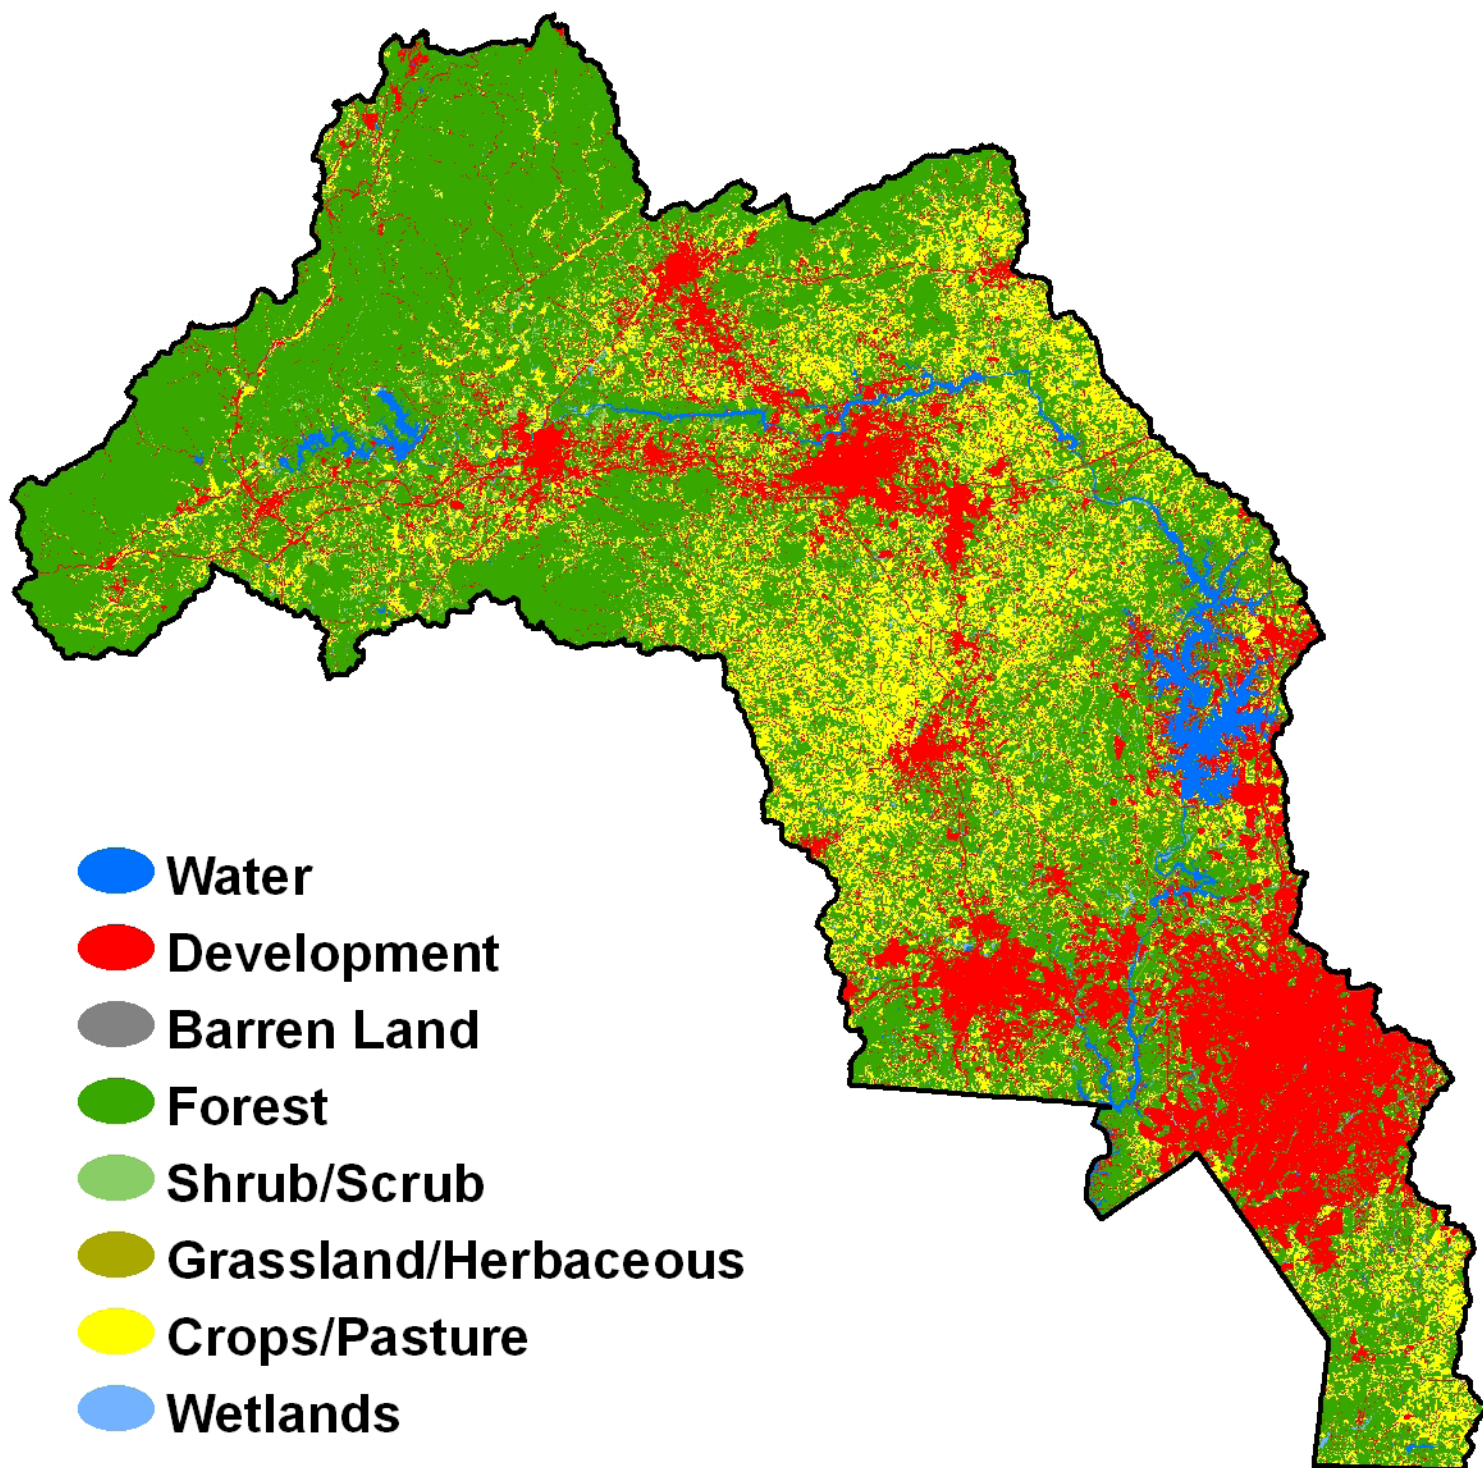 Water
Development
Barren Land
Forest
Shrub/Scrub
Grassland/Herbaceous
Crops/Pasture
Wetlands